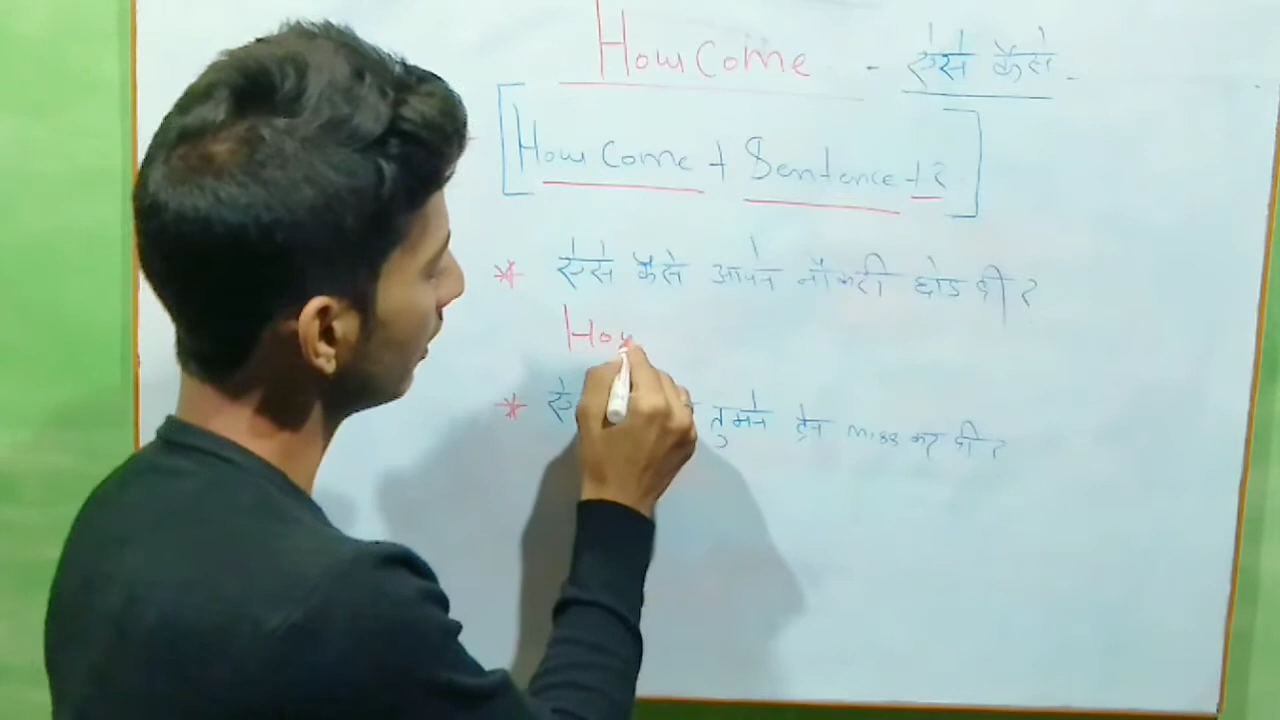 How Come - ऐसे कैसे -
[How Come + Sentence + ?]
* ऐसे कैसे आपने नौकरी छोड दी ?
How
* तुमने ट्रेन miss कर दी ?